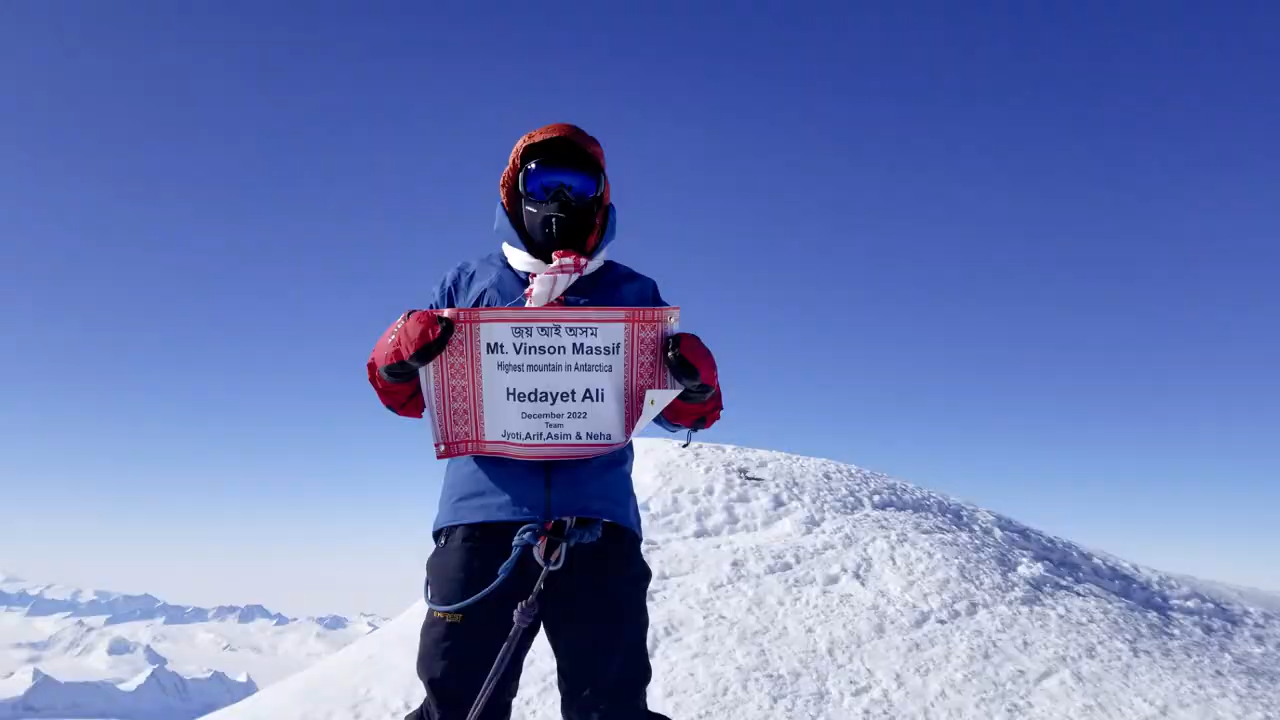 জয় আই অসম
Mt. Vinson Massif
Highest mountain in Antarctica
Hedayet Ali
December 2022
Team
Jyoti,Arif,Asim & Neha